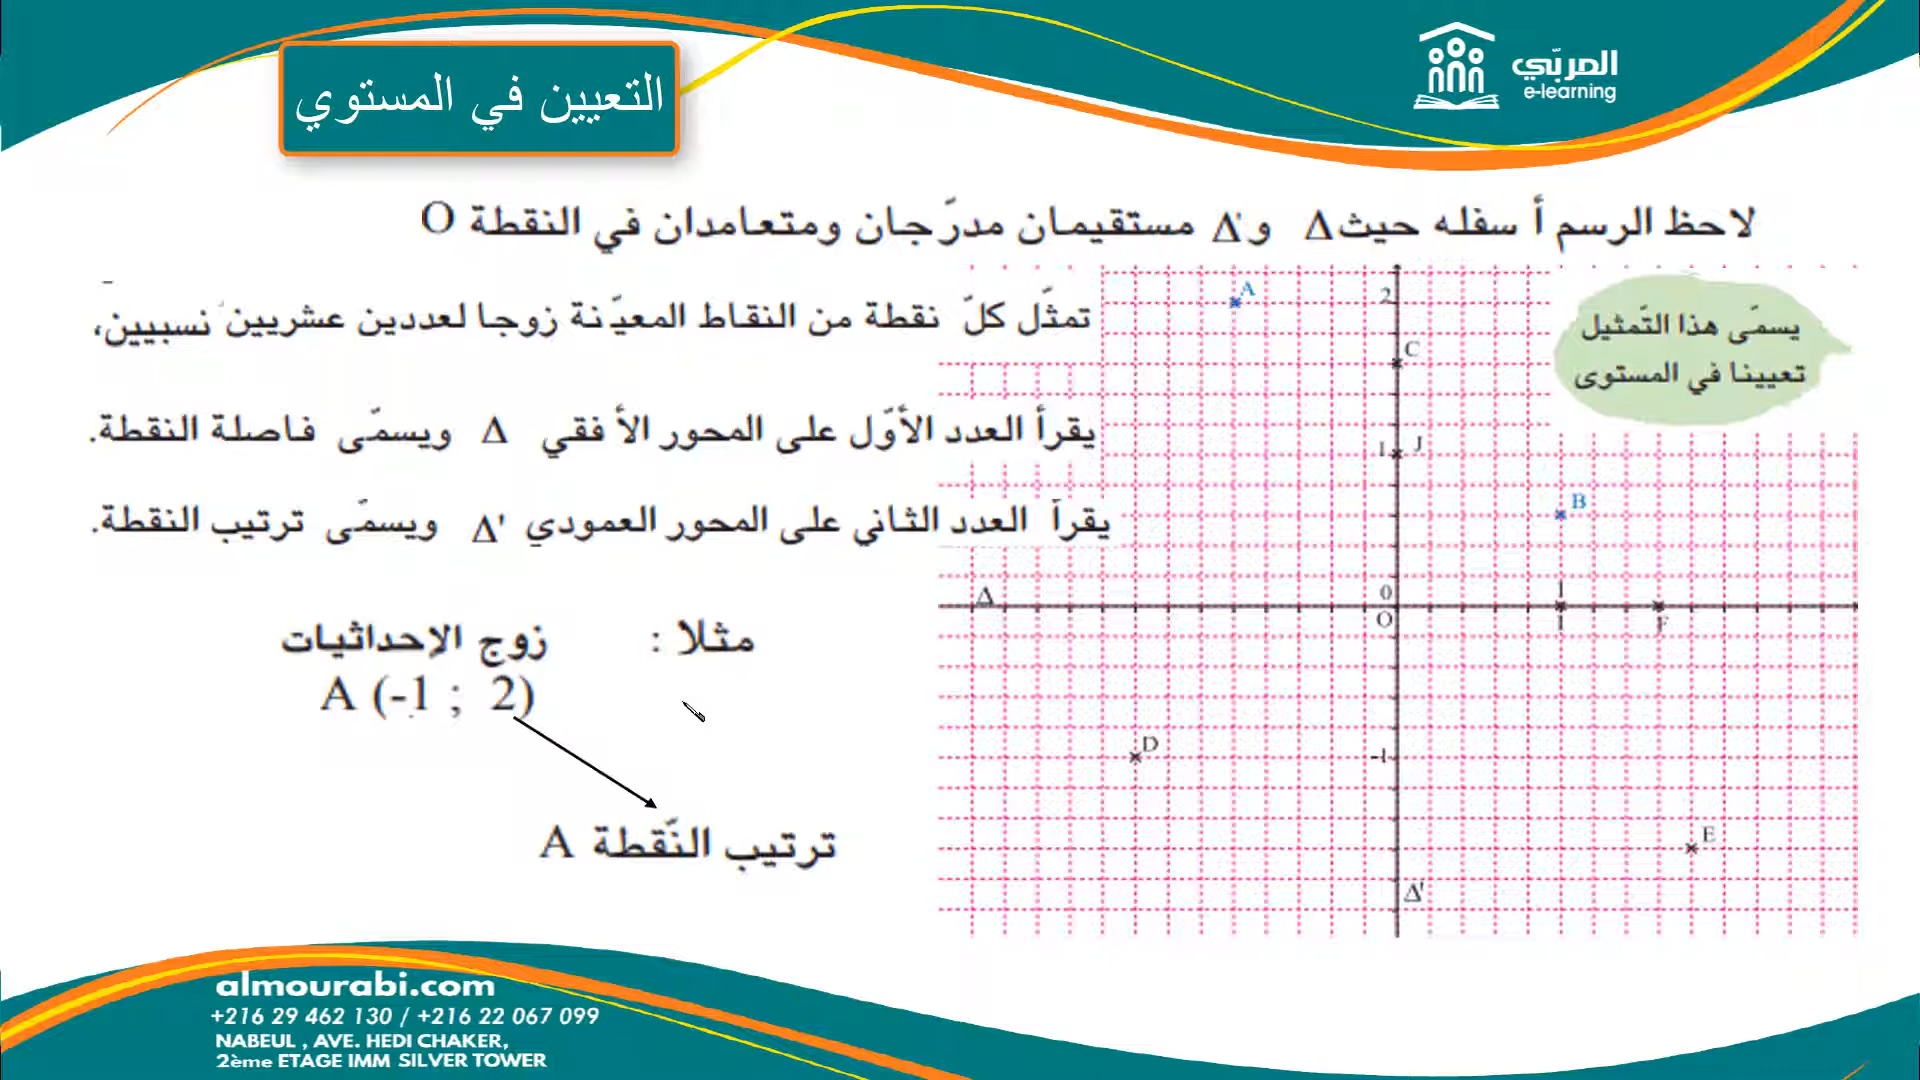 التعيين في المستوي
المربّي
e-learning
لاحظ الرسم أ سفله حيث Δ و Δ' مستقيمان مدرّجان ومتعامدان في النقطة O
يسمّى هذا التّمثيل
تعيينا في المستوى
تمثّل كلّ نقطة من النقاط المعيّنة زوجا لعددين عشريين نسبيين،
يقرأ العدد الأوّل على المحور الأفقي Δ ويسمّى فاصلة النقطة.
يقرأ العدد الثاني على المحور العمودي Δ' ويسمّى ترتيب النقطة.
مثلا : زوج الإحداثيات
A (-1 ; 2)
ترتيب النّقطة A
A
2
C
1 J
B
Δ
0
1
O
I
F
D
-1
E
Δ'
almourabi.com
+216 29 462 130 / +216 22 067 099
NABEUL , AVE. HEDI CHAKER,
2ème ETAGE IMM SILVER TOWER